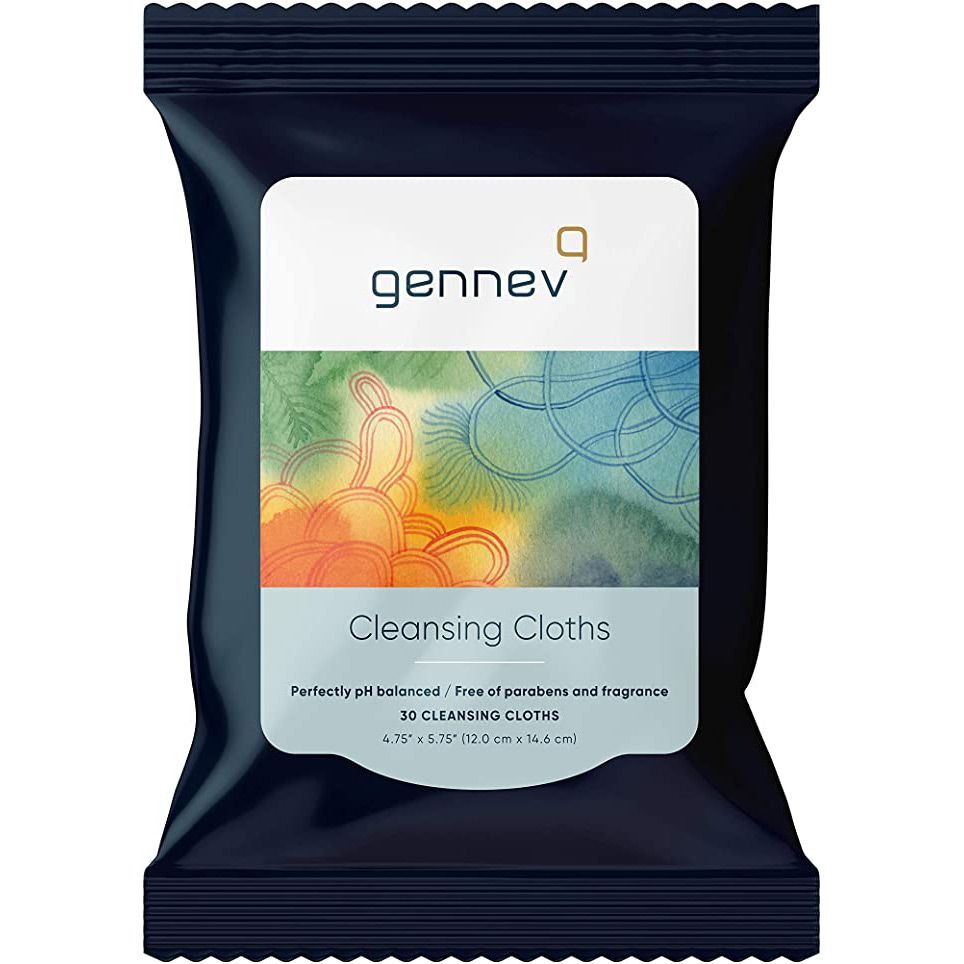 gennev
Cleansing Cloths
Perfectly pH balanced / Free of parabens and fragrance
30 CLEANSING CLOTHS
4.75" x 5.75" (12.0 cm x 14.6 cm)